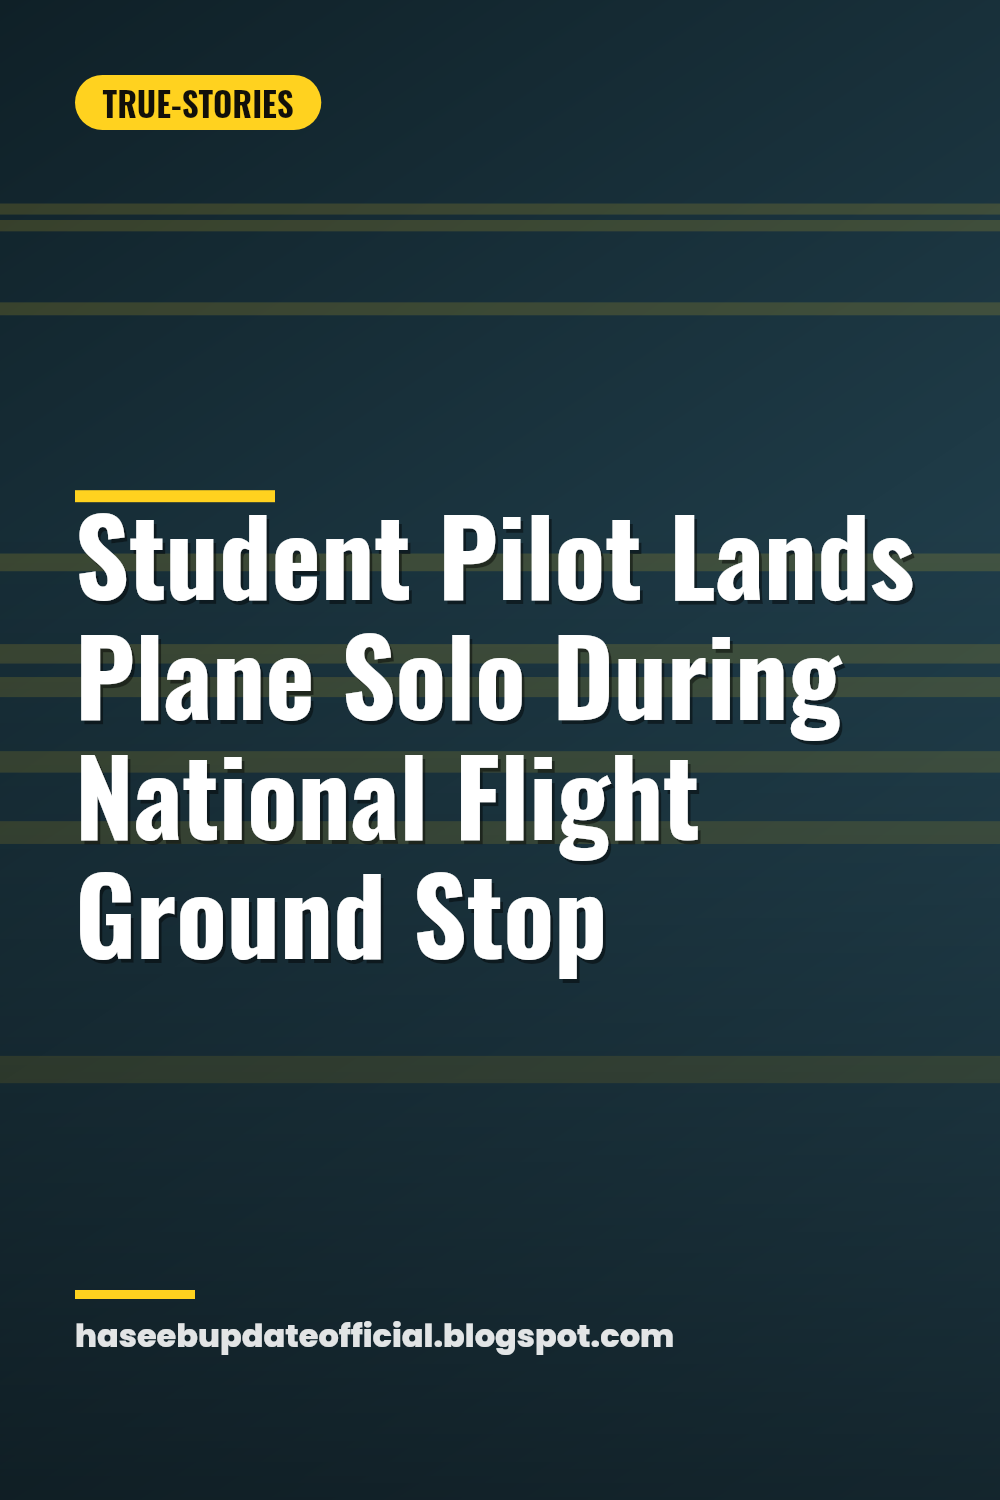 TRUE-STORIES
Student Pilot Lands
Plane Solo During
National Flight
Ground Stop
haseebupdateofficial.blogspot.com